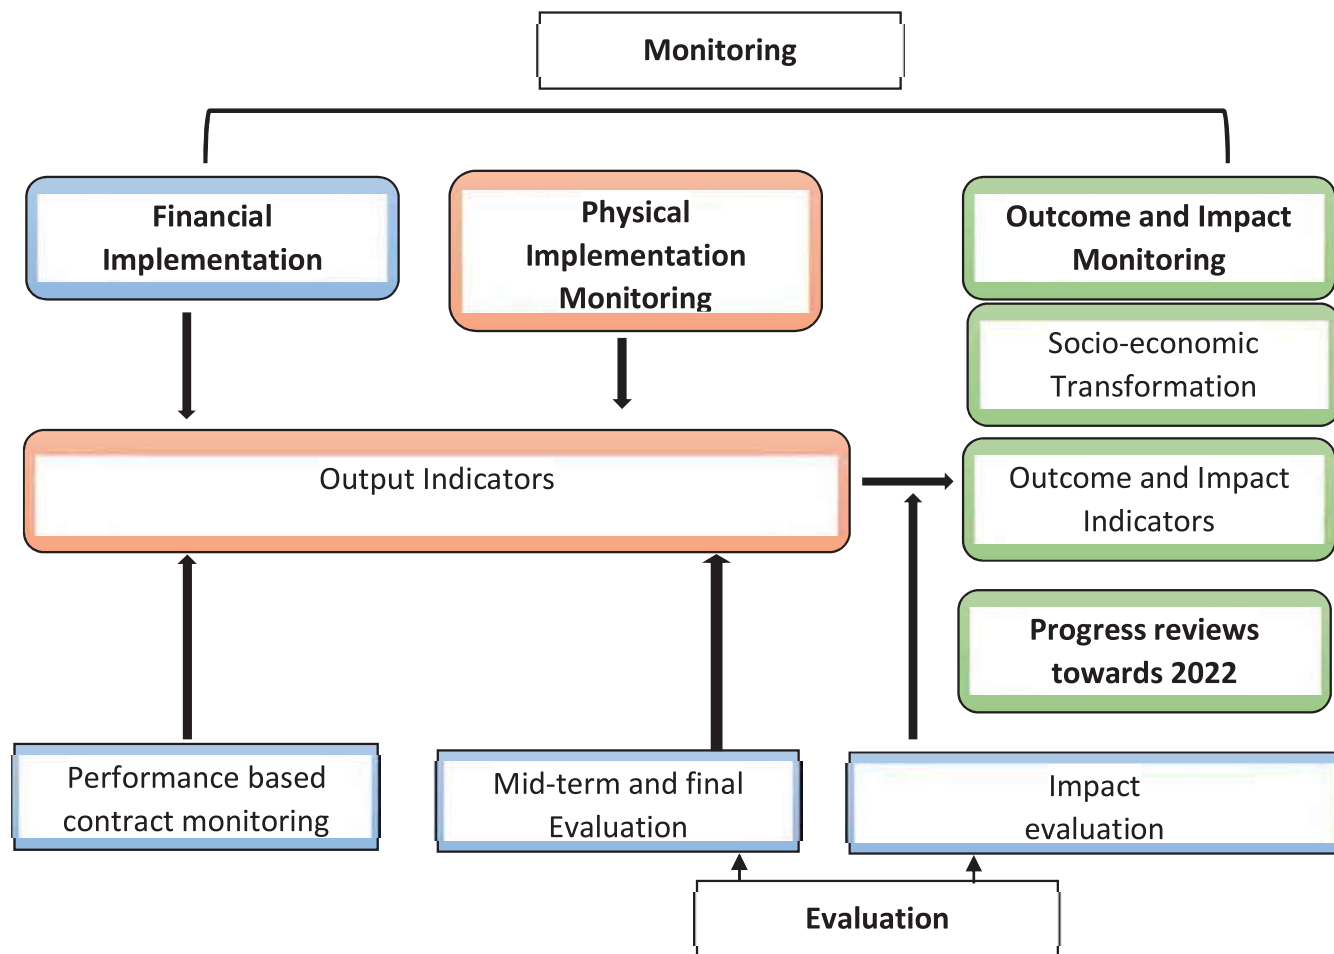 Monitoring
Financial
Implementation
Physical
Implementation
Monitoring
Outcome and Impact
Monitoring
Socio-economic
Transformation
Output Indicators
Outcome and Impact
Indicators
Progress reviews
towards 2022
Performance based
contract monitoring
Mid-term and final
Evaluation
Impact
evaluation
Evaluation